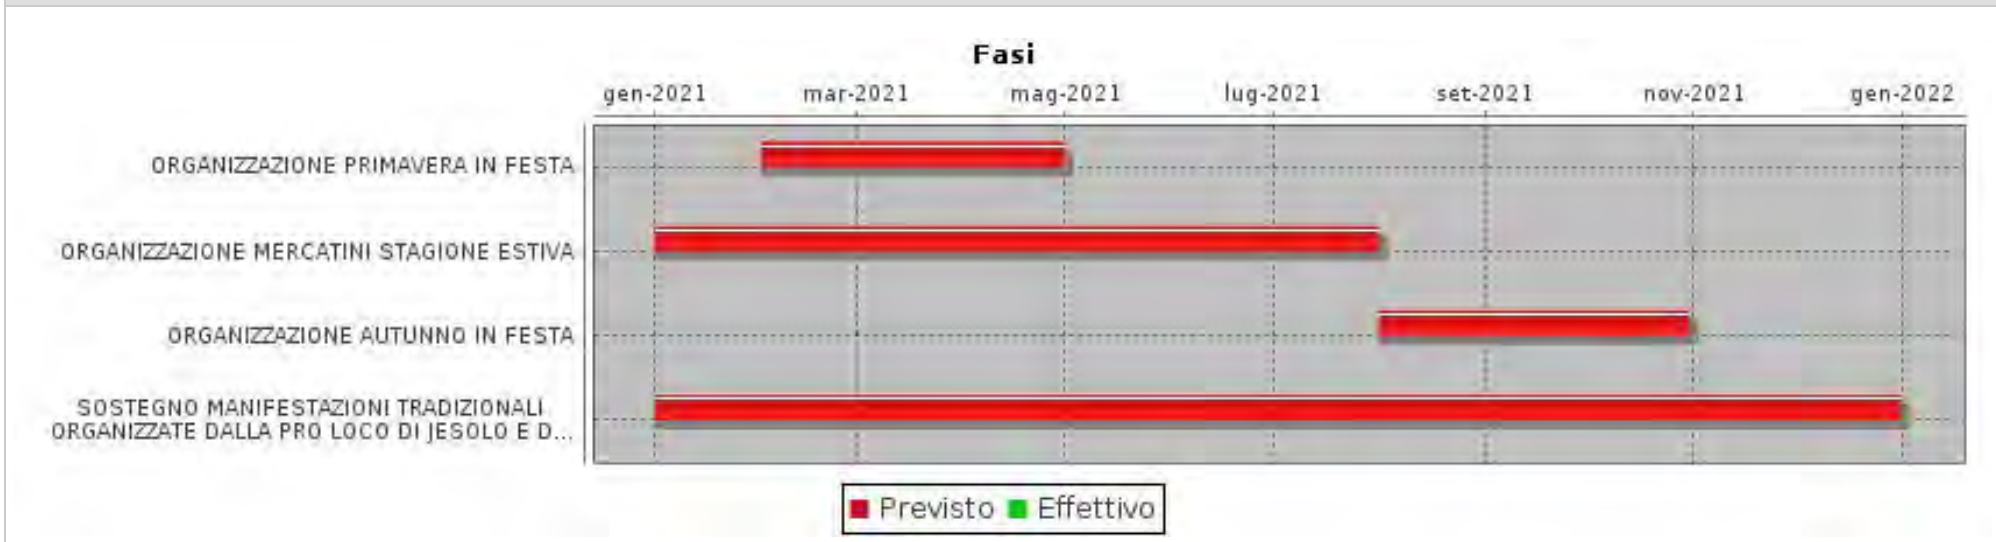 Fasi
gen-2021 mar-2021 mag-2021 lug-2021 set-2021 nov-2021 gen-2022
ORGANIZZAZIONE PRIMAVERA IN FESTA
ORGANIZZAZIONE MERCATINI STAGIONE ESTIVA
ORGANIZZAZIONE AUTUNNO IN FESTA
SOSTEGNO MANIFESTAZIONI TRADIZIONALI
ORGANIZZATE DALLA PRO LOCO DI JESOLO E D...
Previsto Effettivo